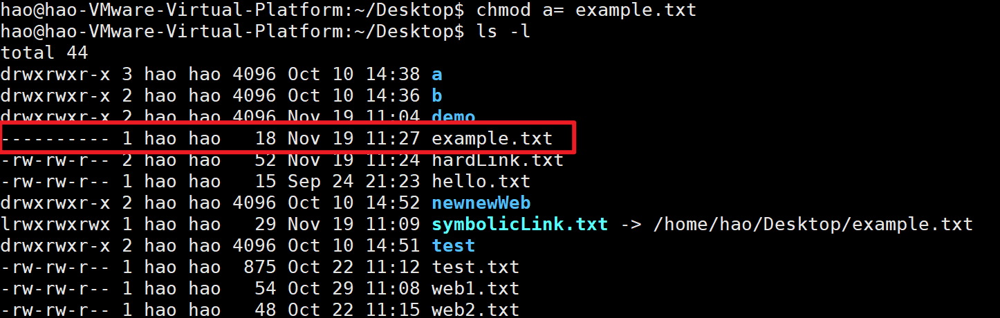 hao@hao-VMware-Virtual-Platform:~/Desktop$ chmod a= example.txt
hao@hao-VMware-Virtual-Platform:~/Desktop$ ls -l
total 44
drwxrwxr-x 3 hao hao 4096 Oct 10 14:38 a
drwxrwxr-x 2 hao hao 4096 Oct 10 14:36 b
drwxrwxr-x 2 hao hao 4096 Nov 19 11:04 demo
---------- 1 hao hao   18 Nov 19 11:27 example.txt
-rw-rw-r-- 2 hao hao   52 Nov 19 11:24 hardLink.txt
-rw-rw-r-- 1 hao hao   15 Sep 24 21:23 hello.txt
drwxrwxr-x 2 hao hao 4096 Oct 10 14:52 newnewWeb
lrwxrwxrwx 1 hao hao   29 Nov 19 11:09 symbolicLink.txt -> /home/hao/Desktop/example.txt
drwxrwxr-x 2 hao hao 4096 Oct 10 14:51 test
-rw-rw-r-- 1 hao hao  875 Oct 22 11:12 test.txt
-rw-rw-r-- 1 hao hao   54 Oct 29 11:08 web1.txt
-rw-rw-r-- 1 hao hao   48 Oct 22 11:15 web2.txt